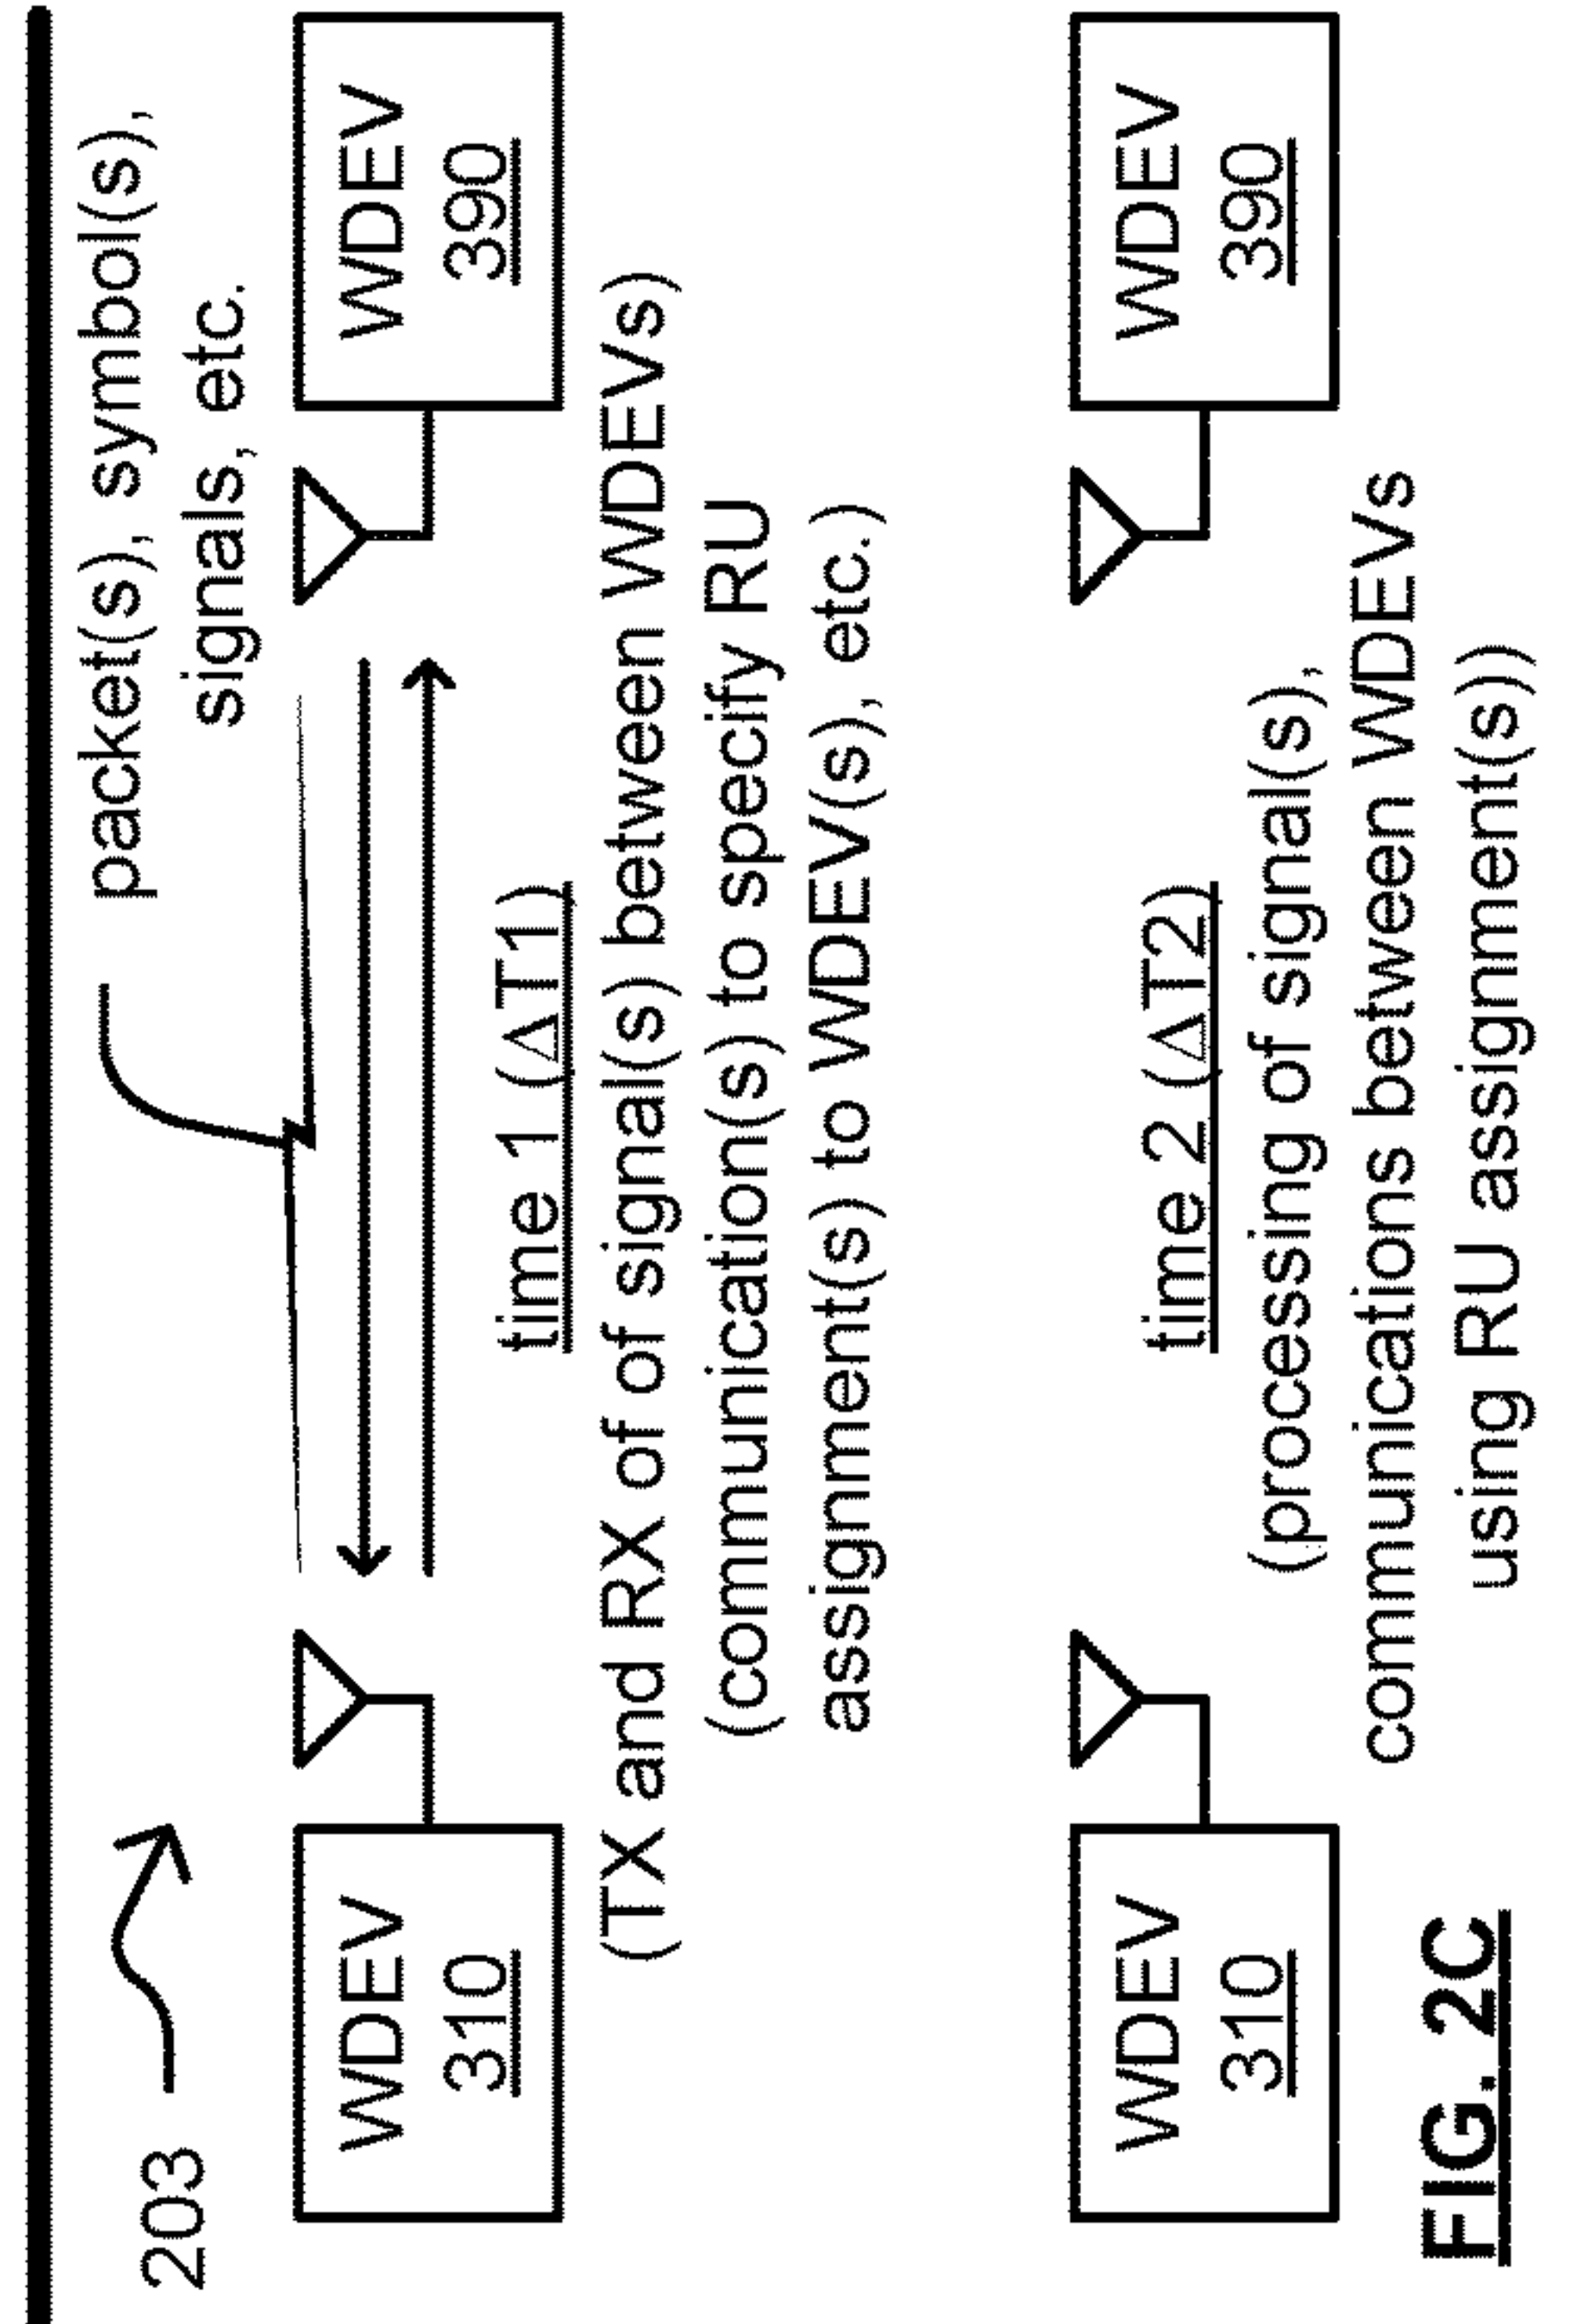 203
packet(s), symbol(s),
signals, etc.
WDEV
310
WDEV
390
time 1 (ΔT1)
(TX and RX of of signal(s) between WDEVs)
(communication(s) to specify RU
assignment(s) to WDEV(s), etc.)
WDEV
310
WDEV
390
time 2 (ΔT2)
(processing of signal(s),
communications between WDEVs
using RU assignment(s))
FIG. 2C